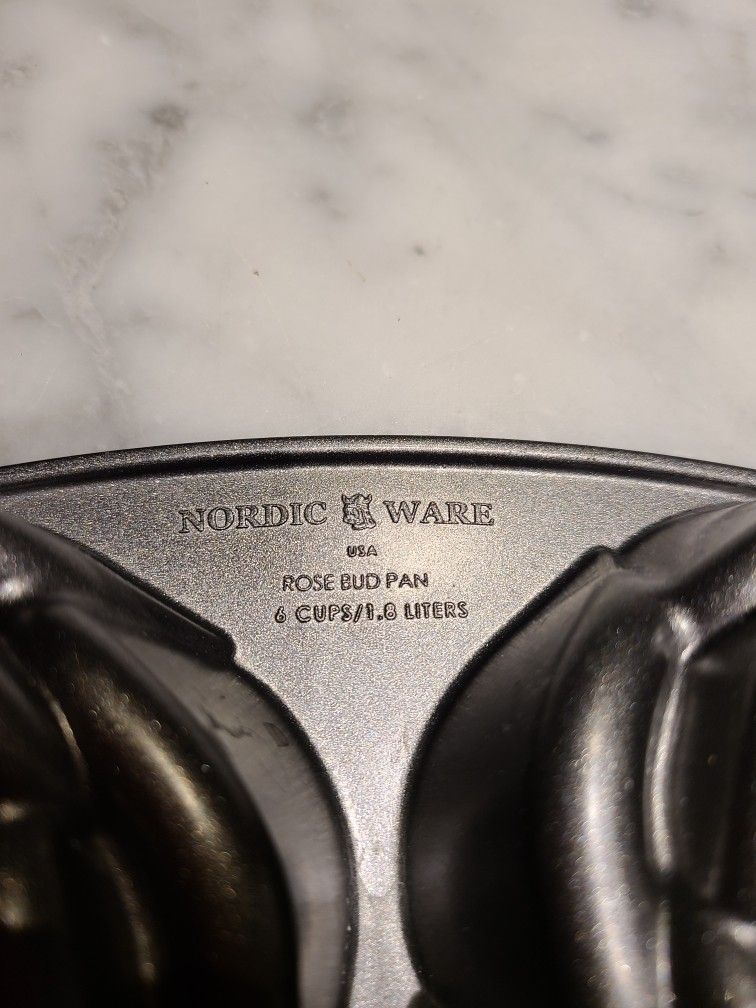 NORDIC WARE
USA
ROSE BUD PAN
6 CUPS/1.8 LITERS